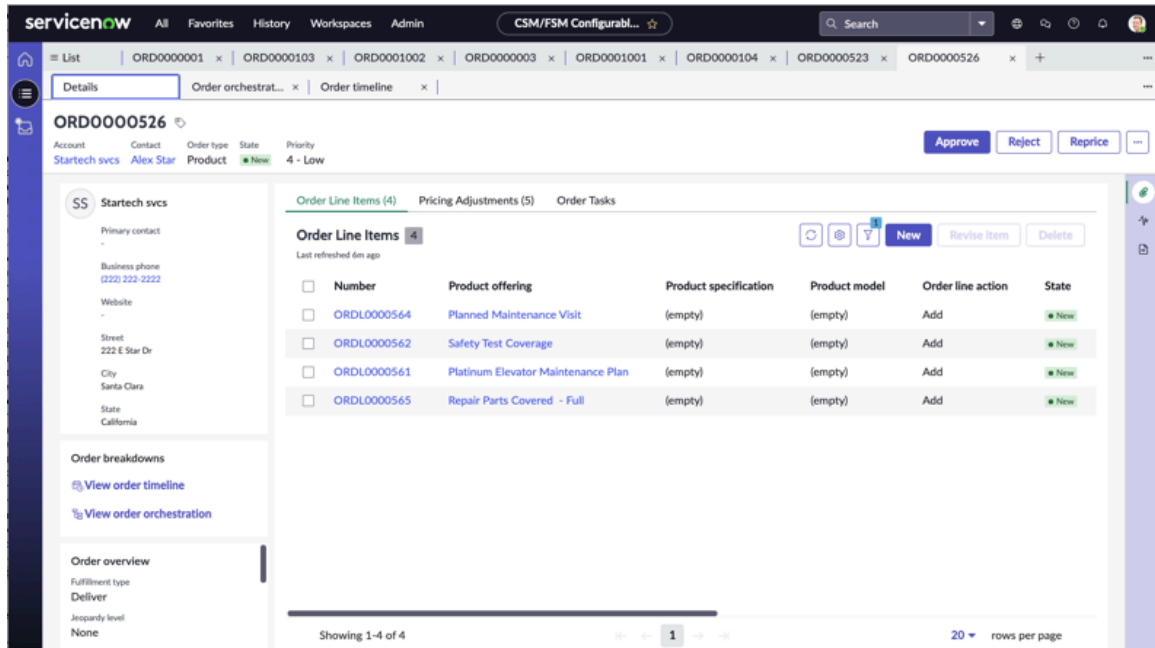 servicenow All Favorites History Workspaces Admin CSM/FSM Configurabl... Search
List ORD0000001 ORD0000103 ORD0001002 ORD0000003 ORD0001001 ORD0000104 ORD0000523 ORD0000526
Details Order orchestrat... Order timeline
ORD0000526
Account Contact Order type State Priority
Startech svcs Alex Star Product New 4 - Low
Approve Reject Reprice
SS Startech svcs
Primary contact
-
Business phone
(222) 222-2222
Website
-
Street
222 E Star Dr
City
Santa Clara
State
California
Order breakdowns
View order timeline
View order orchestration
Order overview
Fulfillment type
Deliver
Jeopardy level
None
Order Line Items (4) Pricing Adjustments (5) Order Tasks
Order Line Items 4
Last refreshed 6m ago
1
New Revise item Delete
Number Product offering Product specification Product model Order line action State
ORDL0000564 Planned Maintenance Visit (empty) (empty) Add New
ORDL0000562 Safety Test Coverage (empty) (empty) Add New
ORDL0000561 Platinum Elevator Maintenance Plan (empty) (empty) Add New
ORDL0000565 Repair Parts Covered - Full (empty) (empty) Add New
Showing 1-4 of 4 1 20 rows per page